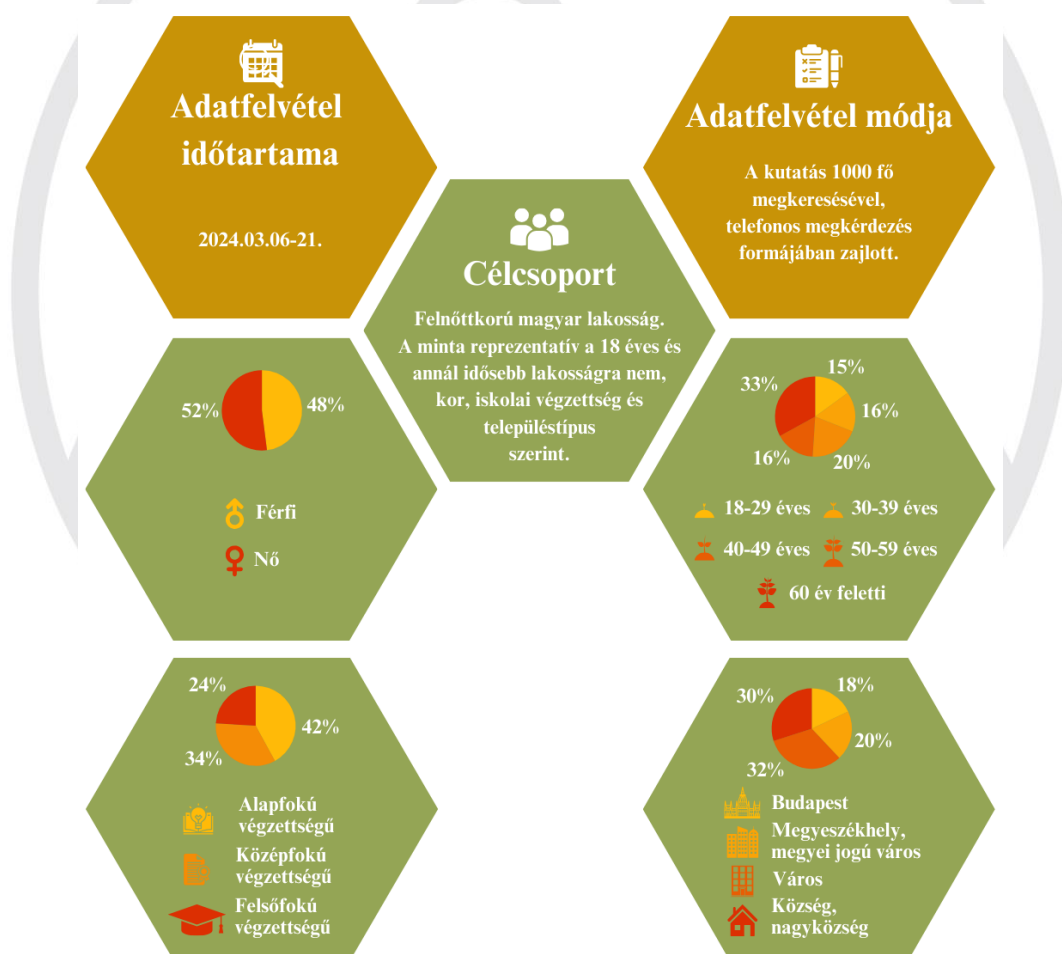 Adatfelvétel
időtartama
2024.03.06-21.
Adatfelvétel módja
A kutatás 1000 fő
megkeresésével,
telefonos megkérdezés
formájában zajlott.
Célcsoport
Felnőttkorú magyar lakosság.
A minta reprezentatív a 18 éves és
annál idősebb lakosságra nem,
kor, iskolai végzettség és
településtípus
szerint.
52%
48%
Férfi
Nő
15%
33%
16%
16%
20%
18-29 éves
30-39 éves
40-49 éves
50-59 éves
60 év feletti
24%
42%
34%
Alapfokú
végzettségű
Középfokú
végzettségű
Felsőfokú
végzettségű
18%
30%
20%
32%
Budapest
Megyeszékhely,
megyei jogú város
Város
Község,
nagyközség